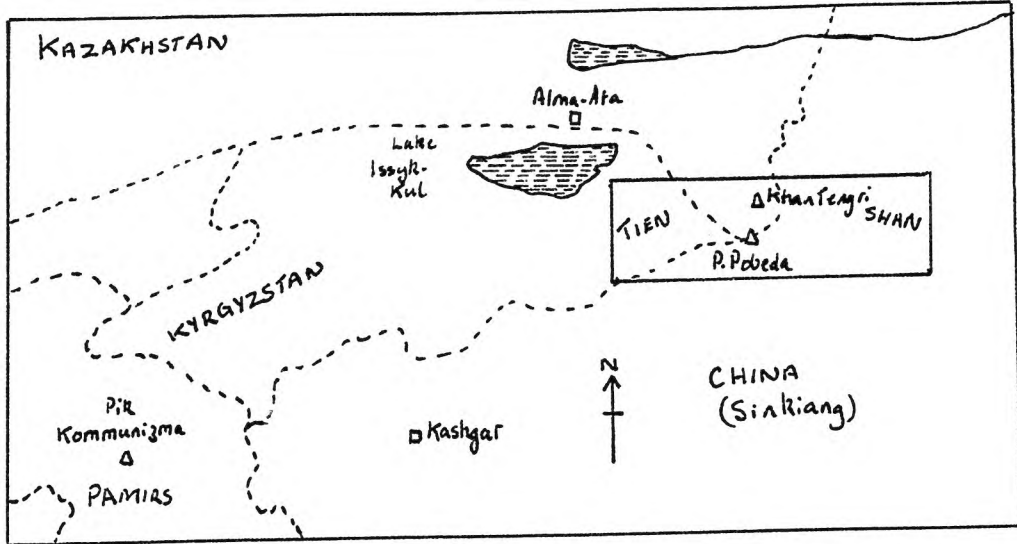 KAZAKHSTAN
Alma-Ata
Lake
Issyk-
Kul
Khan Tengri
TIEN
SHAN
P. Pobeda
KYRGYZSTAN
N
CHINA
(Sinkiang)
Pik
Kommunizma
Kashgar
PAMIRS